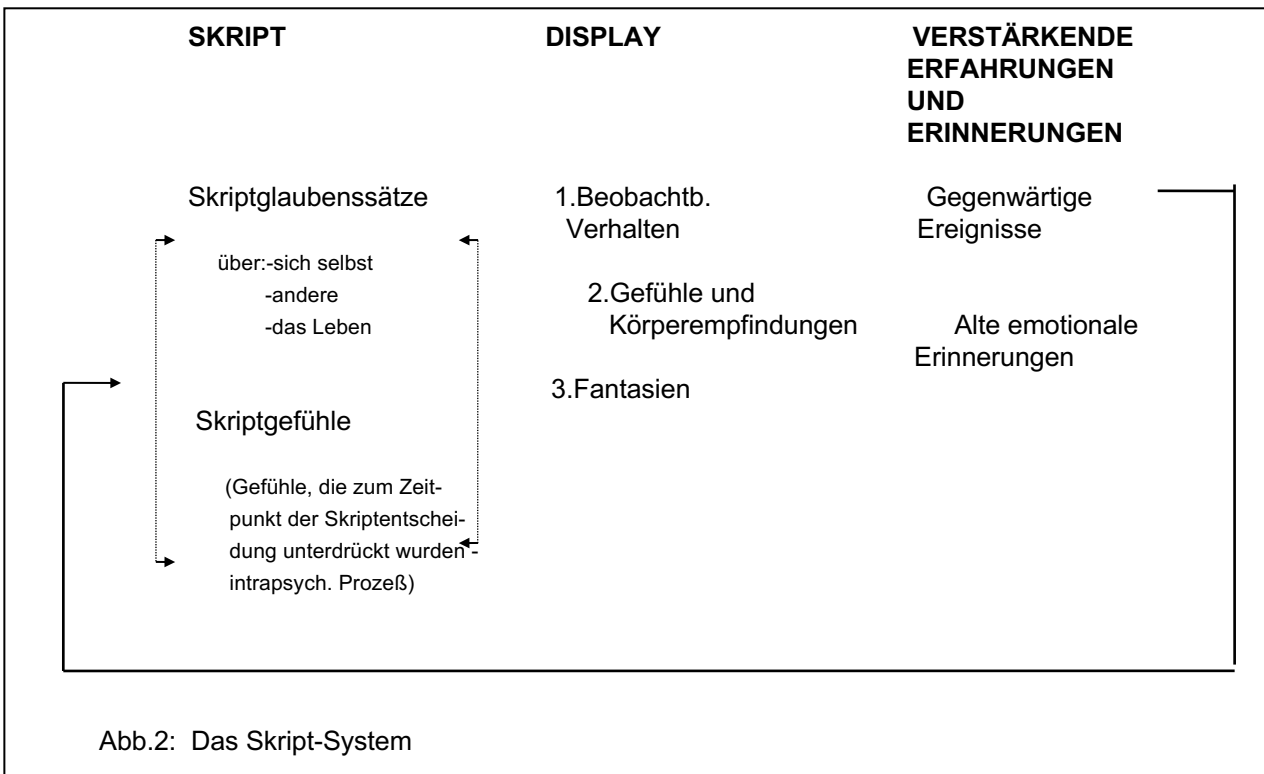 SKRIPT
DISPLAY
VERSTÄRKENDE
ERFAHRUNGEN
UND
ERINNERUNGEN
Skriptglaubenssätze
über:-sich selbst
-andere
-das Leben
Skriptgefühle
(Gefühle, die zum Zeit-
punkt der Skriptentschei-
dung unterdrückt wurden -
intrapsych. Prozeß)
1.Beobachtb.
Verhalten
2.Gefühle und
Körperempfindungen
3.Fantasien
Gegenwärtige
Ereignisse
Alte emotionale
Erinnerungen
Abb.2: Das Skript-System